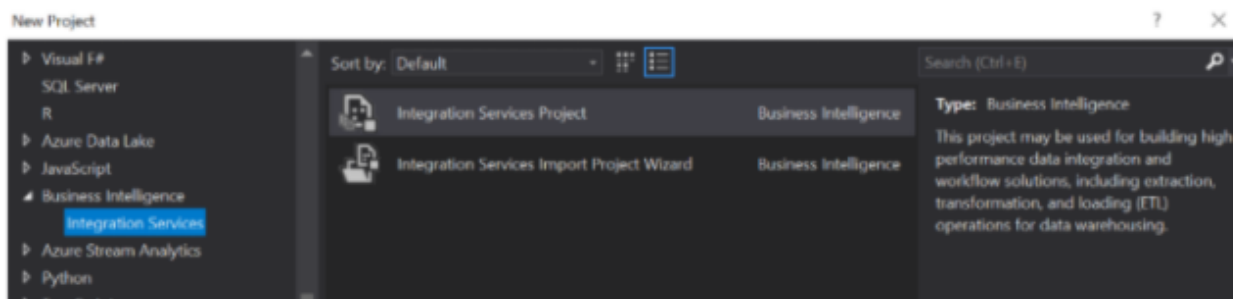 New Project
?
Visual F#
SQL Server
R
Azure Data Lake
JavaScript
Business Intelligence
Integration Services
Azure Stream Analytics
Python
Sort by: Default
Integration Services Project Business Intelligence
Integration Services Import Project Wizard Business Intelligence
Search (Ctrl+E)
Type: Business Intelligence
This project may be used for building high
performance data integration and
workflow solutions, including extraction,
transformation, and loading (ETL)
operations for data warehousing.